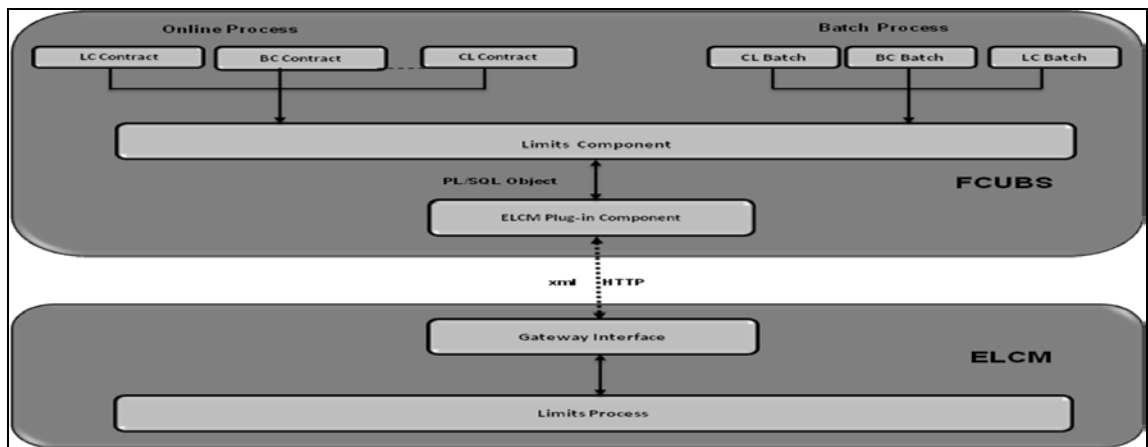 Online Process
Batch Process
LC Contract
BC Contract
CL Contract
CL Batch
BC Batch
LC Batch
Limits Component
PL/SQL Object
FCUBS
ELCM Plug-in Component
xml HTTP
Gateway Interface
ELCM
Limits Process